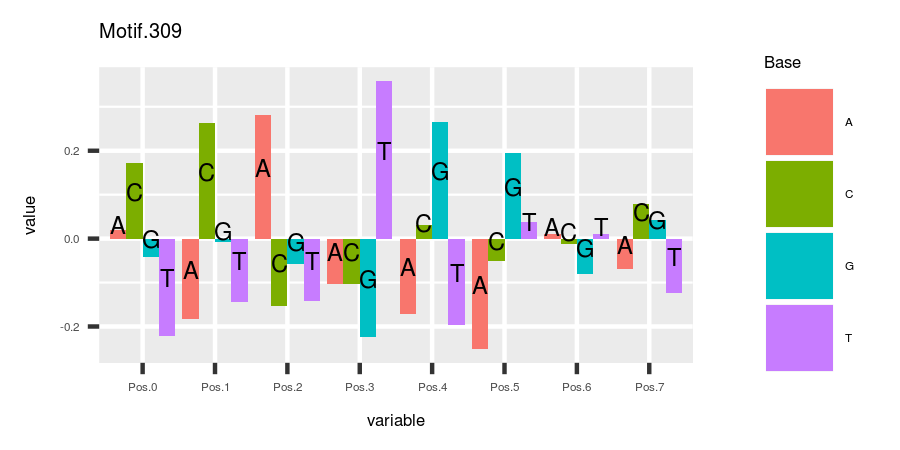 Motif.309
value
0.2
0.0
-0.2
A C G T A C G T A C G T A C G T A C G T A C G T A C G T A C G T
Pos.0 Pos.1 Pos.2 Pos.3 Pos.4 Pos.5 Pos.6 Pos.7
variable
Base
A
C
G
T